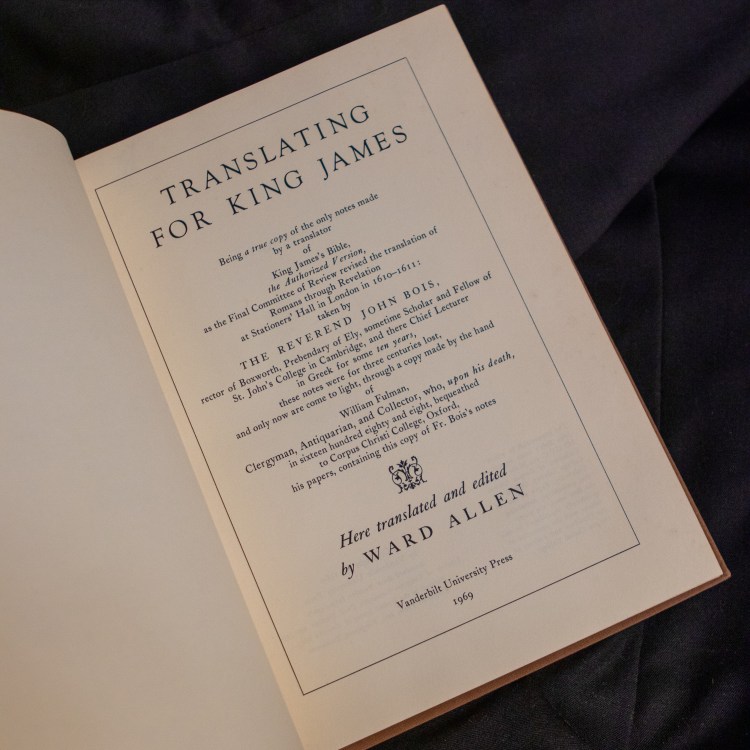 TRANSLATING
FOR KING JAMES
Being a true copy of the only notes made
by a translator
of
King James's Bible,
the Authorized Version,
as the Final Committee of Review revised the translation of
Romans through Revelation
at Stationers' Hall in London in 1610–1611:
taken by
THE REVEREND JOHN BOIS,
rector of Boxworth, Prebendary of Ely, sometime Scholar and Fellow of
St. John's College in Cambridge, and there Chief Lecturer
in Greek for some ten years,
these notes were for three centuries lost,
and only now are come to light, through a copy made by the hand
of
William Fulman,
Clergyman, Antiquarian, and Collector, who, upon his death,
in sixteen hundred eighty and eight, bequeathed
to Corpus Christi College, Oxford,
his papers, containing this copy of Fr. Bois's notes
Here translated and edited
by WARD ALLEN
Vanderbilt University Press
1969